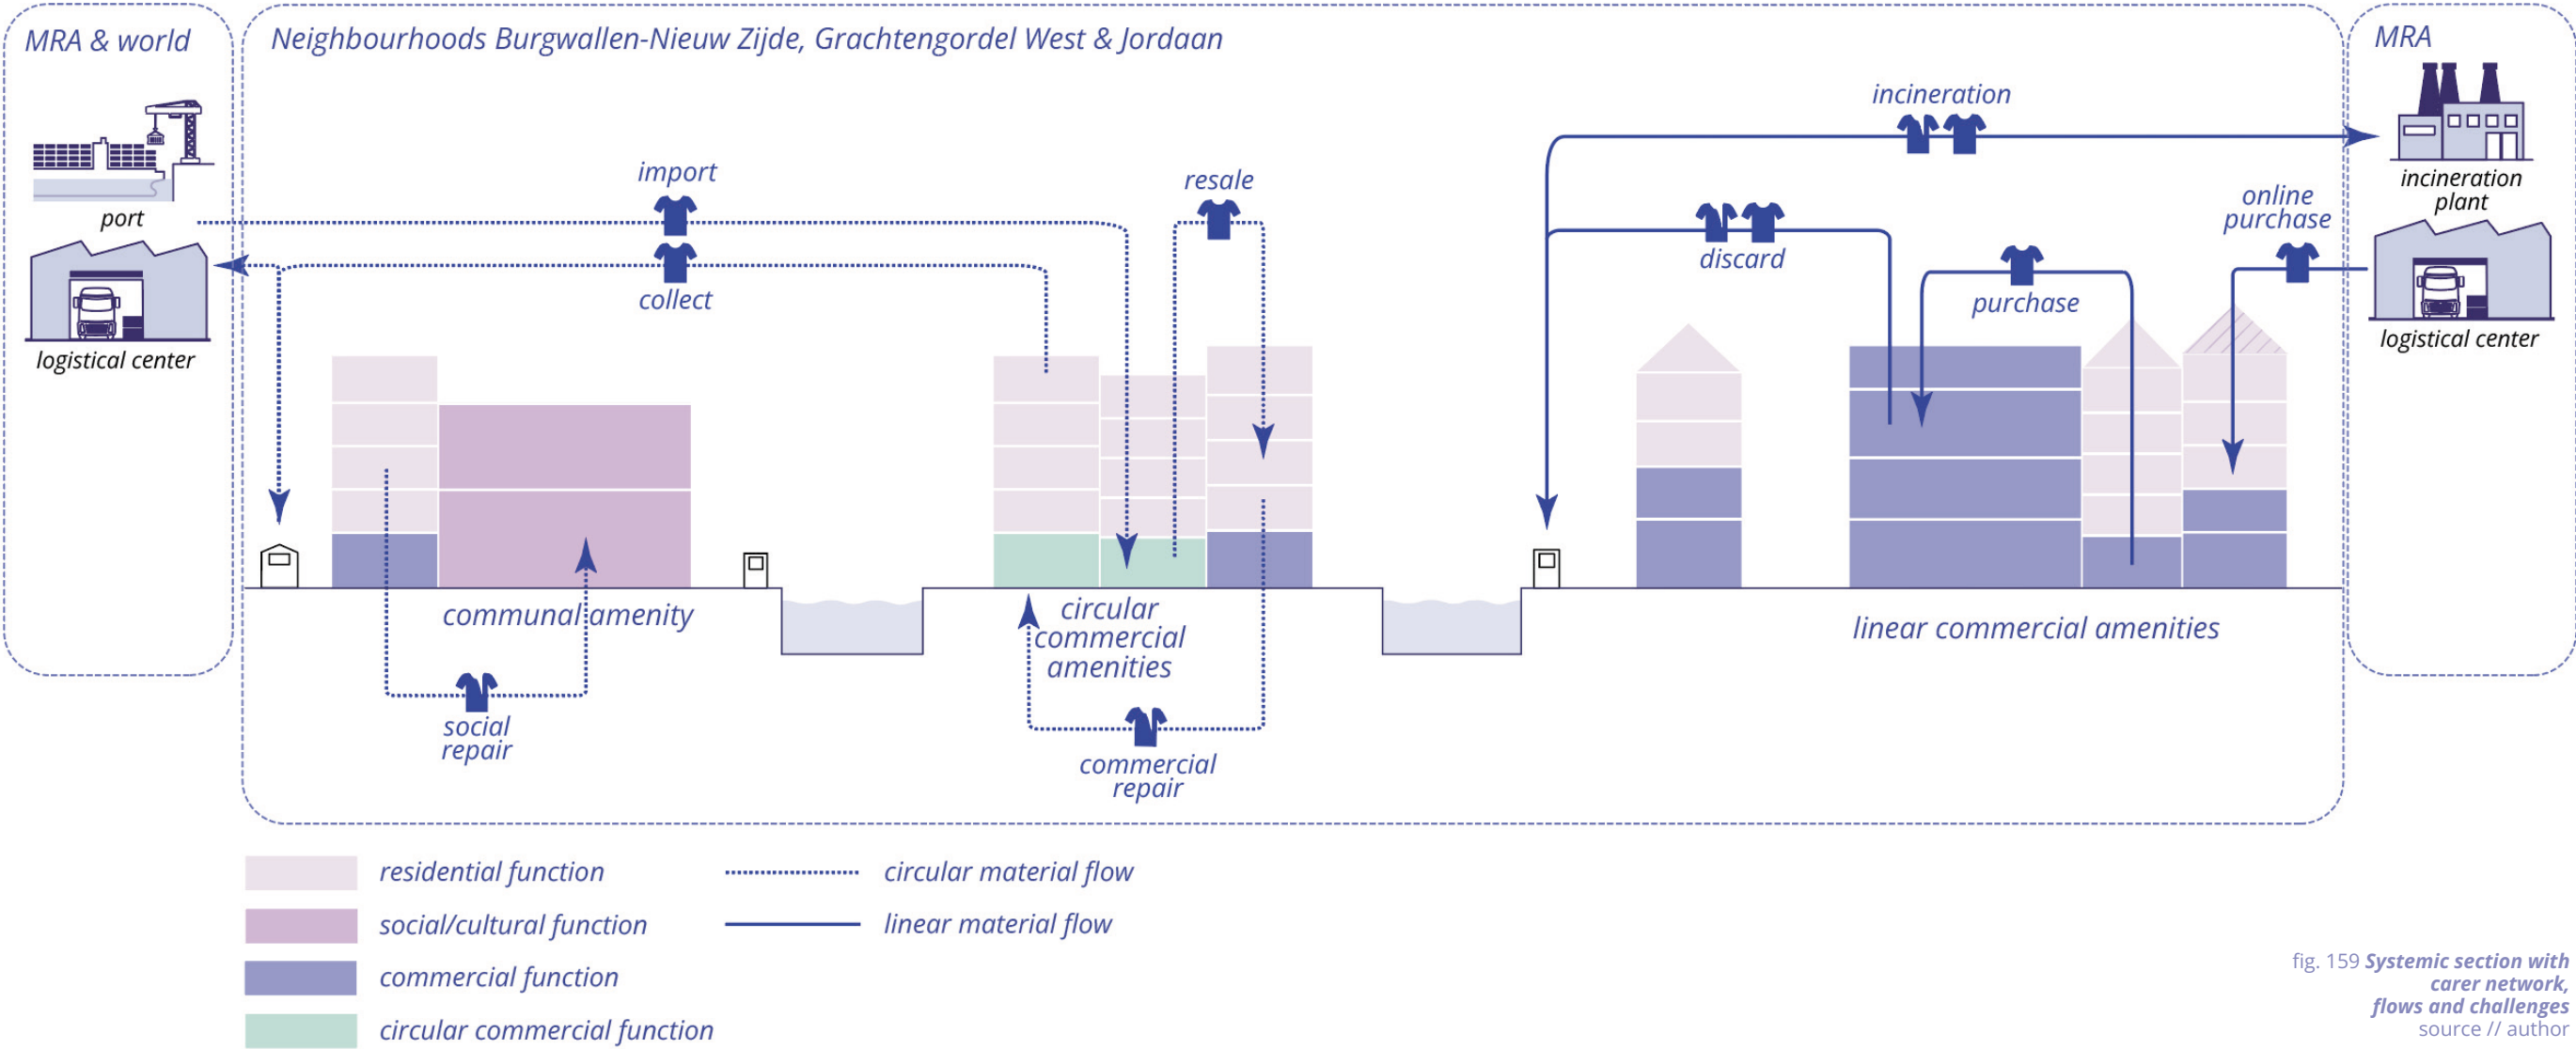 MRA & world
port
logistical center
Neighbourhoods Burgwallen-Nieuw Zijde, Grachtengordel West & Jordaan
import
collect
resale
incineration
discard
purchase
online
purchase
MRA
incineration
plant
logistical center
communal amenity
circular
commercial
amenities
linear commercial amenities
social
repair
commercial
repair
residential function
social/cultural function
commercial function
circular commercial function
circular material flow
linear material flow
fig. 159 Systemic section with
carer network,
flows and challenges
source // author